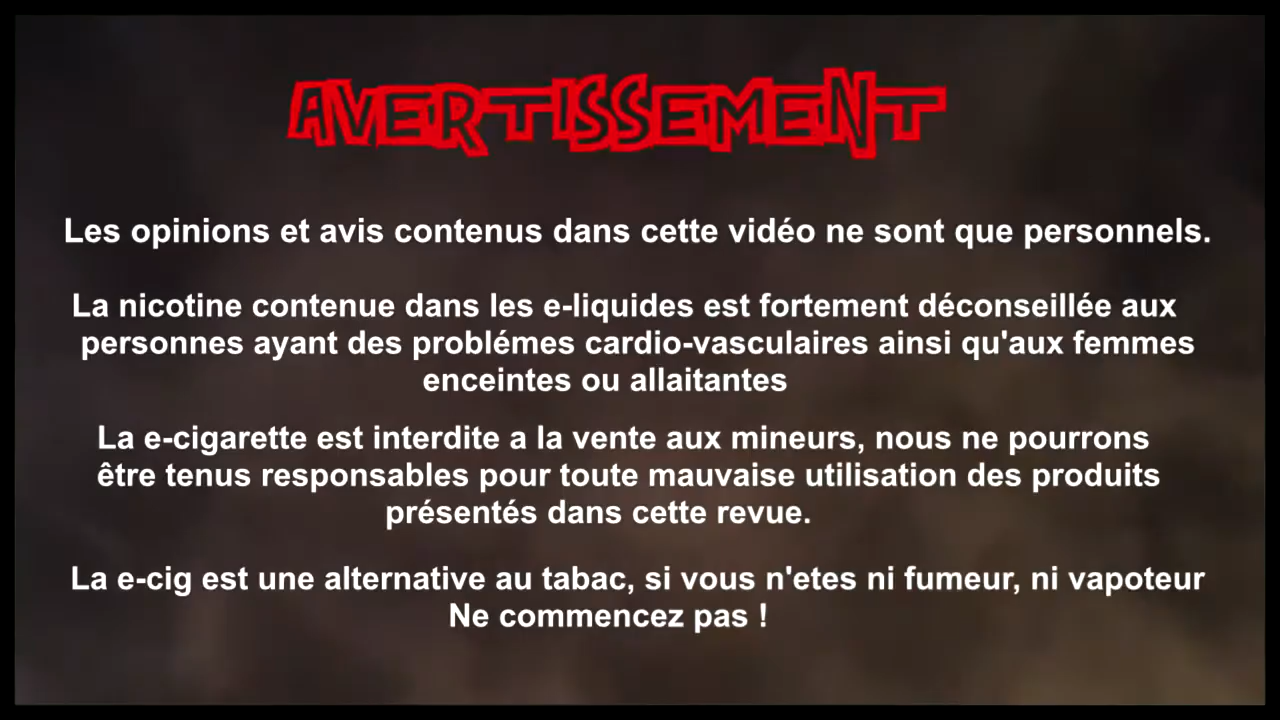 AVERTISSEMENT
Les opinions et avis contenus dans cette vidéo ne sont que personnels.
La nicotine contenue dans les e-liquides est fortement déconseillée aux
personnes ayant des problémes cardio-vasculaires ainsi qu'aux femmes
enceintes ou allaitantes
La e-cigarette est interdite a la vente aux mineurs, nous ne pourrons
être tenus responsables pour toute mauvaise utilisation des produits
présentés dans cette revue.
La e-cig est une alternative au tabac, si vous n'etes ni fumeur, ni vapoteur
Ne commencez pas !